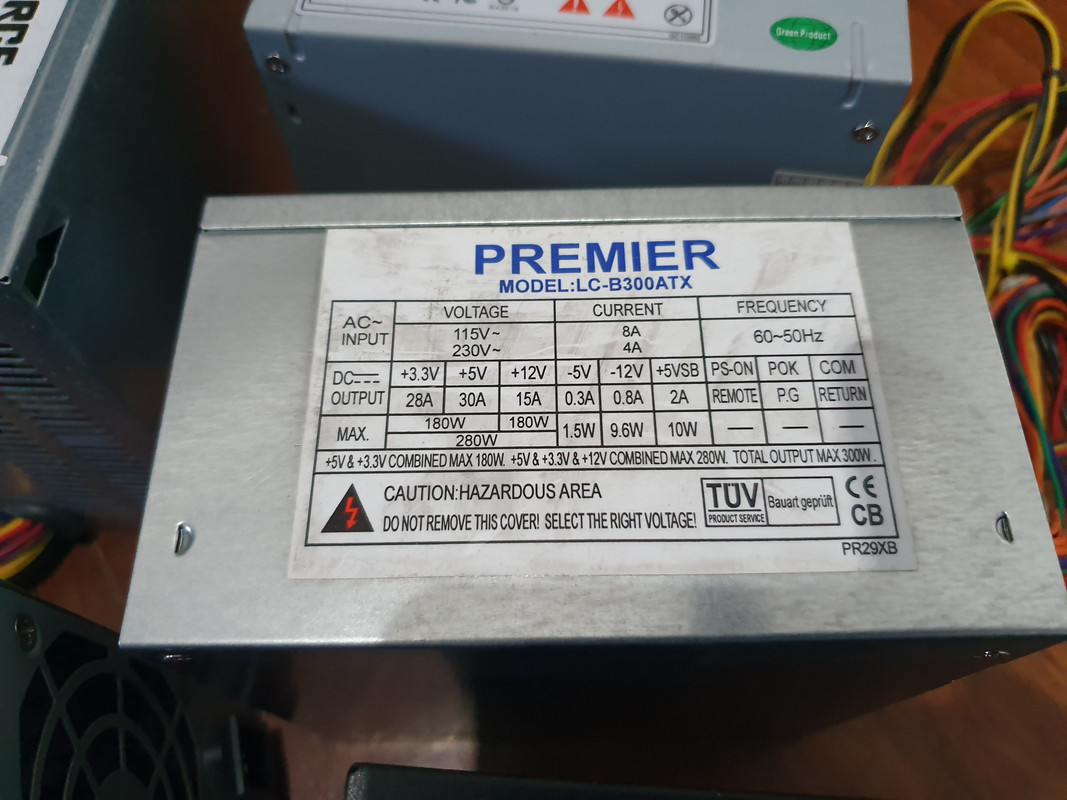 Green Product
PREMIER
MODEL:LC-B300ATX
AC~ INPUT VOLTAGE CURRENT FREQUENCY
115V~ 8A 60~50Hz
230V~ 4A
DC OUTPUT +3.3V +5V +12V -5V -12V +5VSB PS-ON POK COM
28A 30A 15A 0.3A 0.8A 2A REMOTE P.G RETURN
MAX. 180W 180W 1.5W 9.6W 10W — — —
280W
+5V & +3.3V COMBINED MAX 180W. +5V & +3.3V & +12V COMBINED MAX 280W. TOTAL OUTPUT MAX 300W .
CAUTION:HAZARDOUS AREA
DO NOT REMOVE THIS COVER! SELECT THE RIGHT VOLTAGE!
TÜV
PRODUCT SERVICE
Bauart geprüft
CE
CB
PR29XB